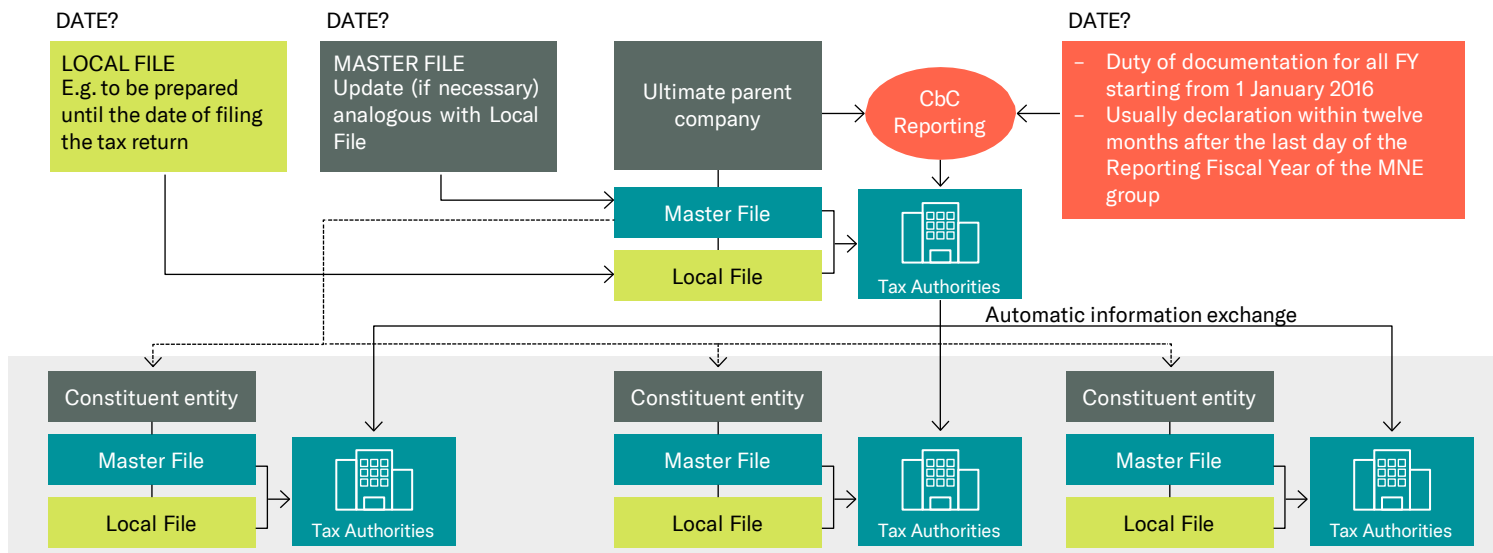 DATE?
LOCAL FILE
E.g. to be prepared
until the date of filing
the tax return
DATE?
MASTER FILE
Update (if necessary)
analogous with Local
File
Ultimate parent
company
CbC
Reporting
DATE?
– Duty of documentation for all FY
starting from 1 January 2016
– Usually declaration within twelve
months after the last day of the
Reporting Fiscal Year of the MNE
group
Master File
Local File
Tax Authorities
Automatic information exchange
Constituent entity
Master File
Local File
Tax Authorities
Constituent entity
Master File
Local File
Tax Authorities
Constituent entity
Master File
Local File
Tax Authorities